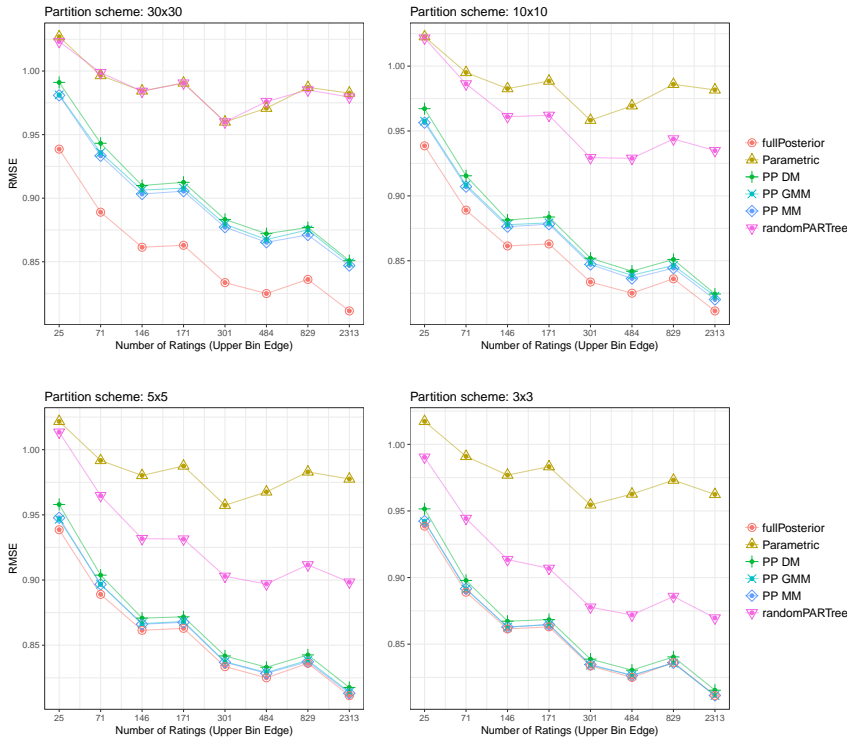 Partition scheme: 30x30
Partition scheme: 10x10
1.00
0.95
0.90
0.85
RMSE
25 71 146 171 301 484 829 2313
Number of Ratings (Upper Bin Edge)
1.00
0.95
0.90
0.85
25 71 146 171 301 484 829 2313
Number of Ratings (Upper Bin Edge)
fullPosterior
Parametric
PP DM
PP GMM
PP MM
randomPARTree
Partition scheme: 5x5
Partition scheme: 3x3
1.00
0.95
0.90
0.85
RMSE
25 71 146 171 301 484 829 2313
Number of Ratings (Upper Bin Edge)
1.00
0.95
0.90
0.85
25 71 146 171 301 484 829 2313
Number of Ratings (Upper Bin Edge)
fullPosterior
Parametric
PP DM
PP GMM
PP MM
randomPARTree